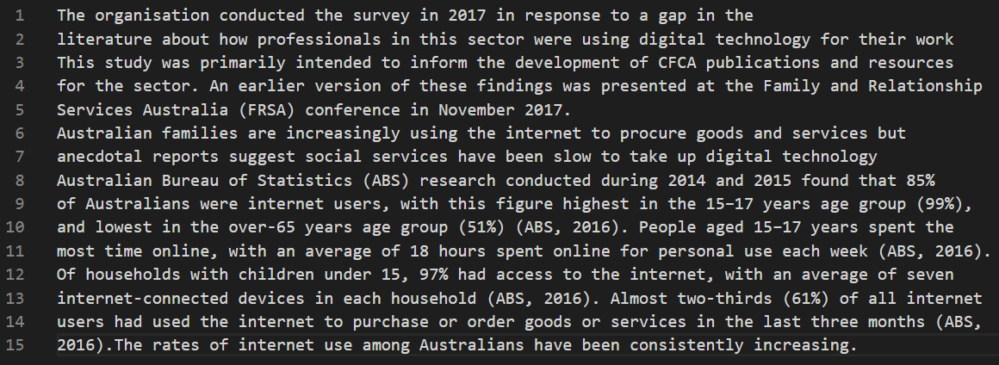 1 The organisation conducted the survey in 2017 in response to a gap in the
2 literature about how professionals in this sector were using digital technology for their work
3 This study was primarily intended to inform the development of CFCA publications and resources
4 for the sector. An earlier version of these findings was presented at the Family and Relationship
5 Services Australia (FRSA) conference in November 2017.
6 Australian families are increasingly using the internet to procure goods and services but
7 anecdotal reports suggest social services have been slow to take up digital technology
8 Australian Bureau of Statistics (ABS) research conducted during 2014 and 2015 found that 85%
9 of Australians were internet users, with this figure highest in the 15–17 years age group (99%),
10 and lowest in the over-65 years age group (51%) (ABS, 2016). People aged 15–17 years spent the
11 most time online, with an average of 18 hours spent online for personal use each week (ABS, 2016).
12 Of households with children under 15, 97% had access to the internet, with an average of seven
13 internet-connected devices in each household (ABS, 2016). Almost two-thirds (61%) of all internet
14 users had used the internet to purchase or order goods or services in the last three months (ABS,
15 2016).The rates of internet use among Australians have been consistently increasing.